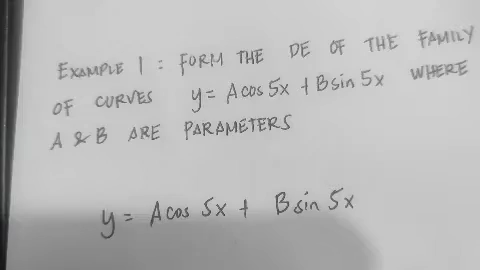 EXAMPLE 1 : FORM THE DE OF THE FAMILY
OF CURVES y = A cos 5x + B sin 5x WHERE
A & B ARE PARAMETERS
y = A cos 5x + B sin 5x